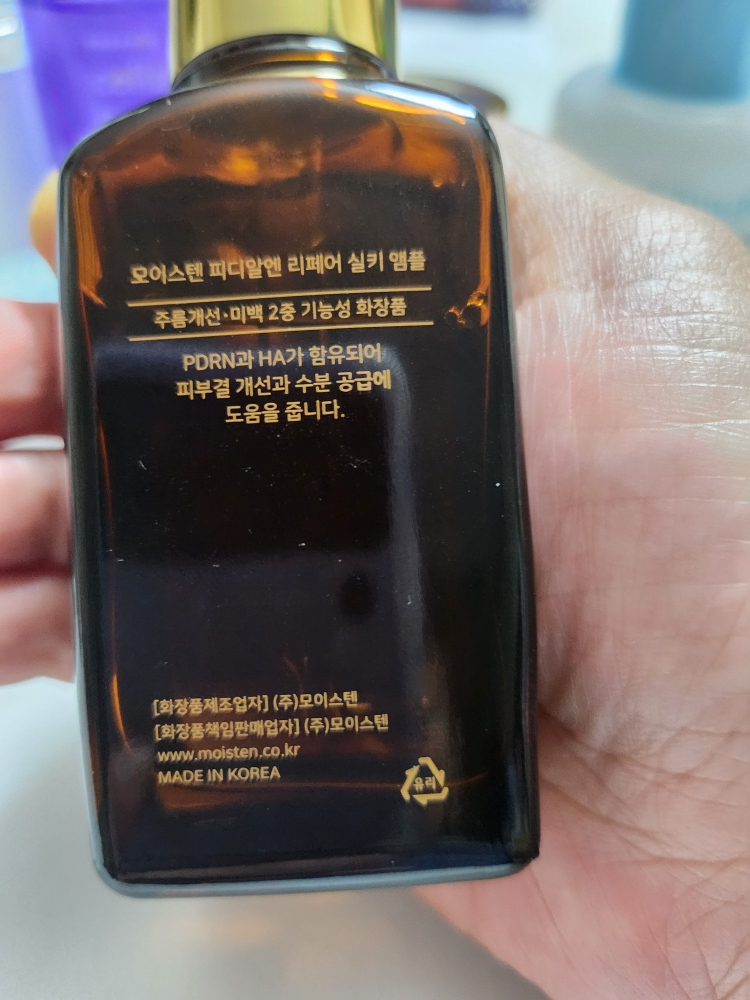 모이스텐 피디알엔 리페어 실키 앰플
주름개선·미백 2중 기능성 화장품
PDRN과 HA가 함유되어
피부결 개선과 수분 공급에
도움을 줍니다.
[화장품제조업자] (주)모이스텐
[화장품책임판매업자] (주)모이스텐
www.moisten.co.kr
MADE IN KOREA
유리